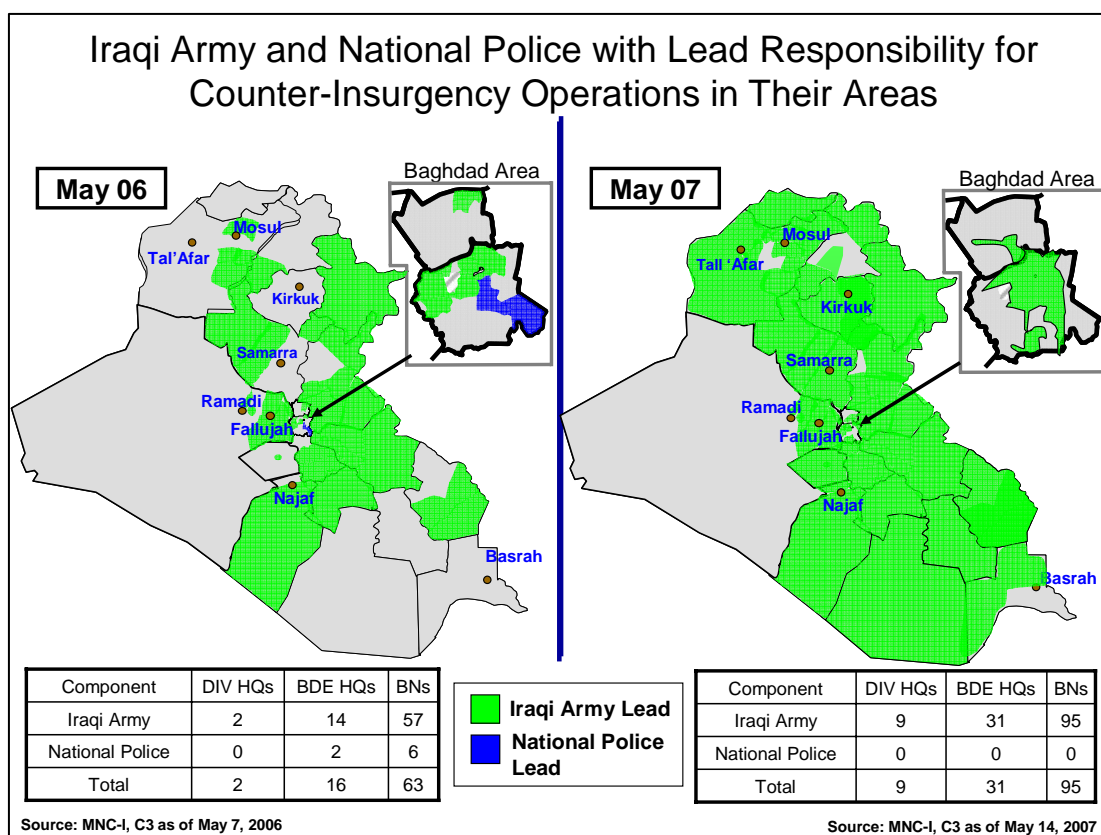 Iraqi Army and National Police with Lead Responsibility for
Counter-Insurgency Operations in Their Areas
May 06
Baghdad Area
Mosul
Tal'Afar
Kirkuk
Samarra
Ramadi
Fallujah
Najaf
Basrah
May 07
Baghdad Area
Mosul
Tall ‘Afar
Kirkuk
Samarra
Ramadi
Fallujah
Najaf
Basrah
Component DIV HQs BDE HQs BNs
Iraqi Army 2 14 57
National Police 0 2 6
Total 2 16 63
Iraqi Army Lead
National Police
Lead
Component DIV HQs BDE HQs BNs
Iraqi Army 9 31 95
National Police 0 0 0
Total 9 31 95
Source: MNC-I, C3 as of May 7, 2006
Source: MNC-I, C3 as of May 14, 2007